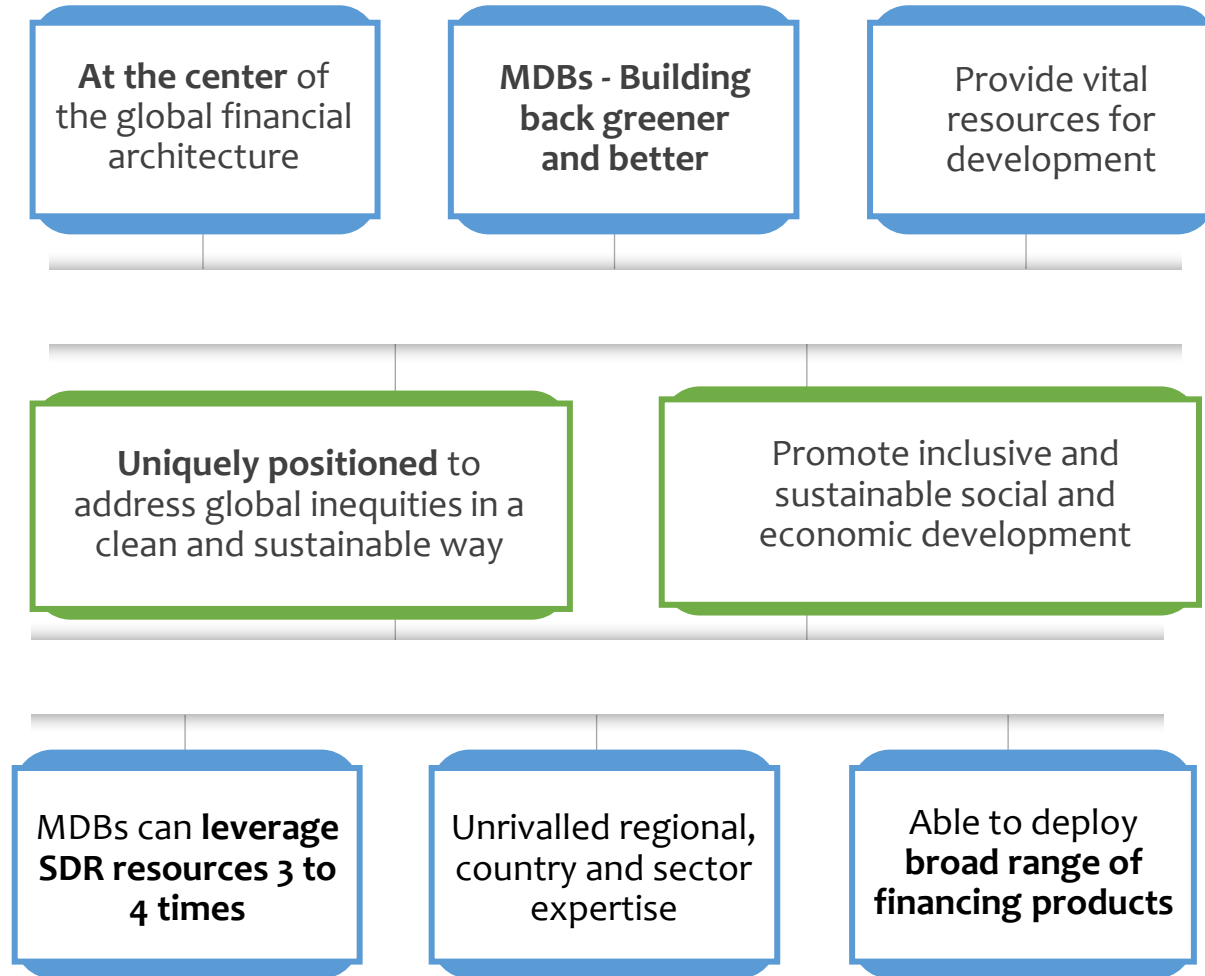 At the center of
the global financial
architecture
MDBs - Building
back greener
and better
Provide vital
resources for
development
Uniquely positioned to
address global inequities in a
clean and sustainable way
Promote inclusive and
sustainable social and
economic development
MDBs can leverage
SDR resources 3 to
4 times
Unrivalled regional,
country and sector
expertise
Able to deploy
broad range of
financing products